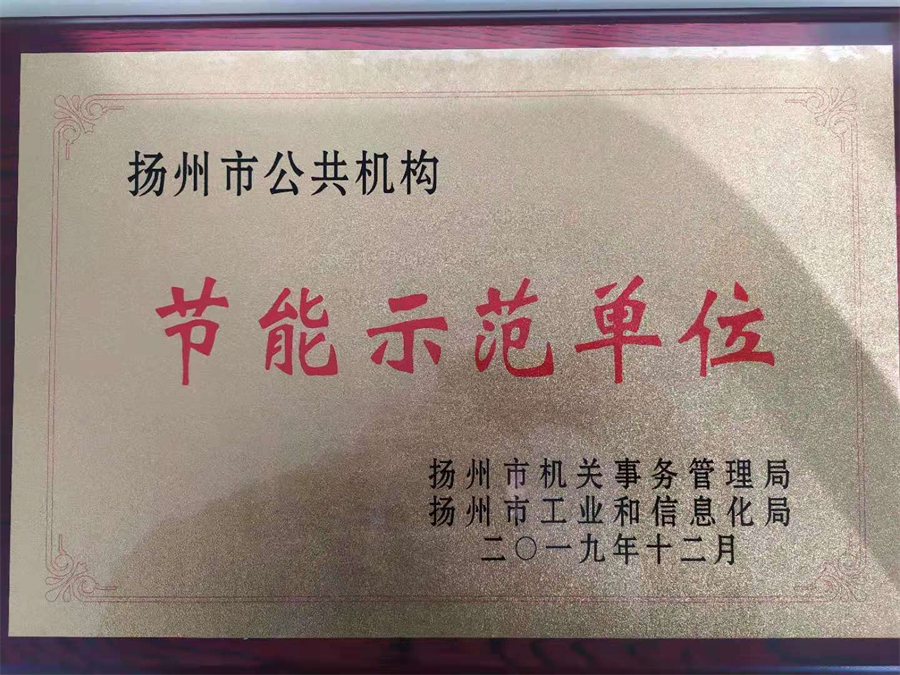 扬州市公共机构
节能示范单位
扬州市机关事务管理局
扬州市工业和信息化局
二〇一九年十二月